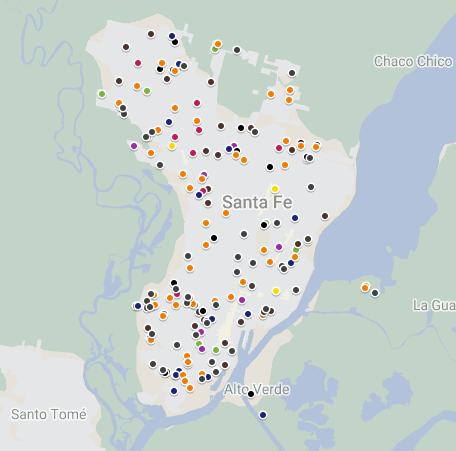 Chaco Chico
Santa Fe
La Gua
Alto Verde
Santo Tomé